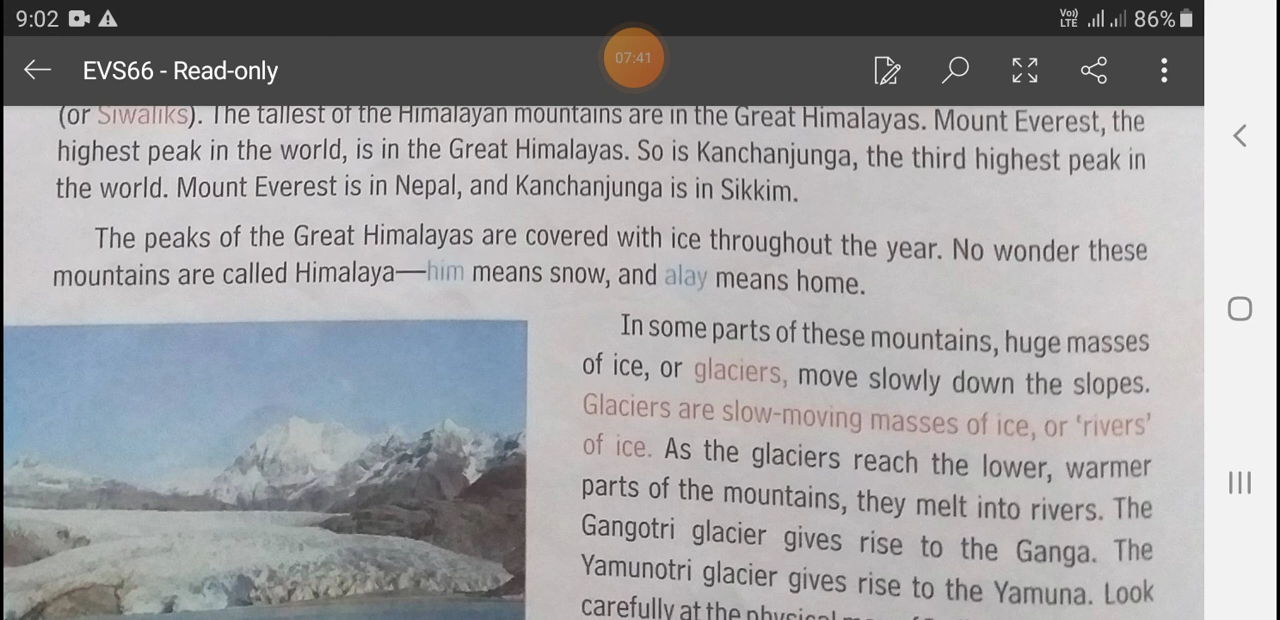 9:02 Vo)) LTE 86%
EVS66 - Read-only
07:41
(or Siwaliks). The tallest of the Himalayan mountains are in the Great Himalayas. Mount Everest, the
highest peak in the world, is in the Great Himalayas. So is Kanchanjunga, the third highest peak in
the world. Mount Everest is in Nepal, and Kanchanjunga is in Sikkim.
The peaks of the Great Himalayas are covered with ice throughout the year. No wonder these
mountains are called Himalaya—him means snow, and alay means home.
In some parts of these mountains, huge masses
of ice, or glaciers, move slowly down the slopes.
Glaciers are slow-moving masses of ice, or ‘rivers’
of ice. As the glaciers reach the lower, warmer
parts of the mountains, they melt into rivers. The
Gangotri glacier gives rise to the Ganga. The
Yamunotri glacier gives rise to the Yamuna. Look
carefully at the physical